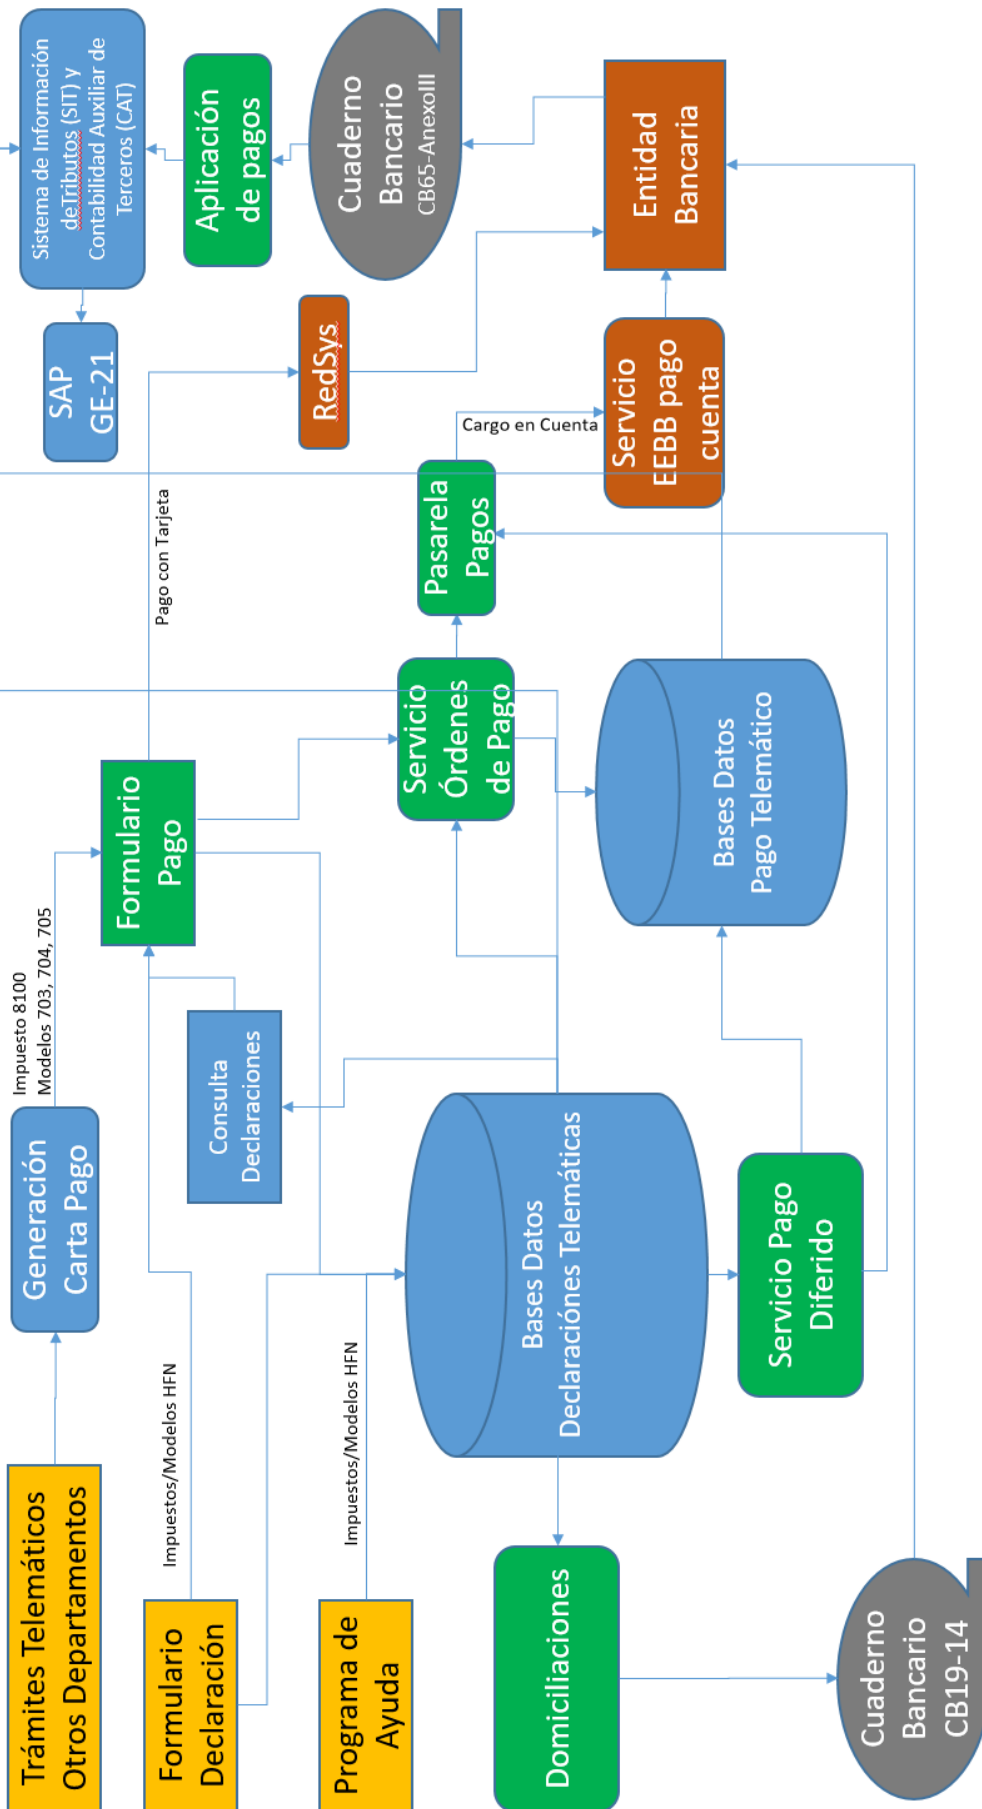 Trámites Telemáticos
Otros Departamentos
Generación
Carta Pago
Impuesto 8100
Modelos 703, 704, 705
Formulario
Pago
Pago con Tarjeta
SAP
GE-21
Sistema de Información
deTributos (SIT) y
Contabilidad Auxiliar de
Terceros (CAT)
Formulario
Declaración
Impuestos/Modelos HFN
Consulta
Declaraciones
RedSys
Aplicación
de pagos
Programa de
Ayuda
Impuestos/Modelos HFN
Bases Datos
Declaraciónes Telemáticas
Servicio
Órdenes
de Pago
Pasarela
Pagos
Cargo en Cuenta
Cuaderno
Bancario
CB65-AnexoIII
Domiciliaciones
Servicio Pago
Diferido
Bases Datos
Pago Telemático
Servicio
EEBB pago
cuenta
Entidad
Bancaria
Cuaderno
Bancario
CB19-14